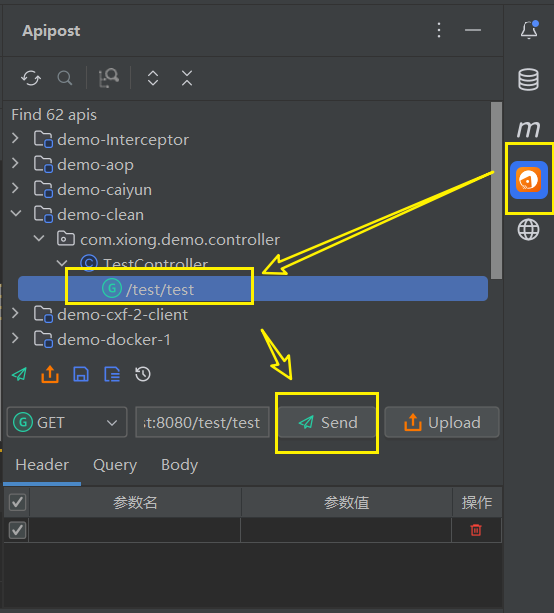 Apipost
Find 62 apis
demo-Interceptor
demo-aop
demo-caiyun
demo-clean
com.xiong.demo.controller
C TestController
G /test/test
demo-cxf-2-client
demo-docker-1
G GET
st:8080/test/test
Send
Upload
Header Query Body
参数名 参数值 操作
m